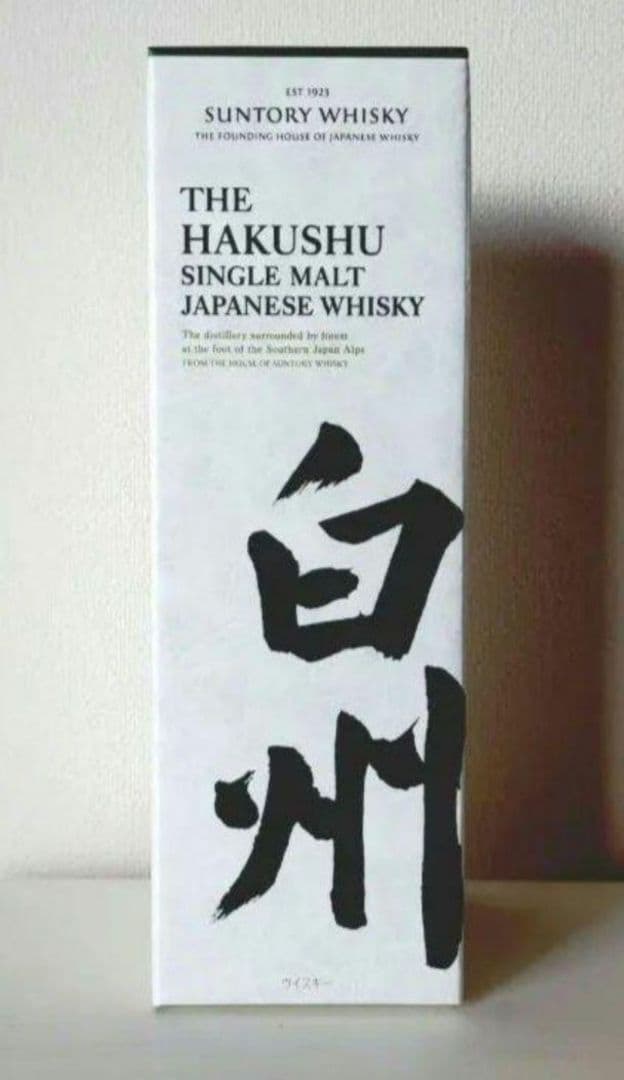 EST 1923
SUNTORY WHISKY
THE FOUNDING HOUSE OF JAPANESE WHISKY
THE
HAKUSHU
SINGLE MALT
JAPANESE WHISKY
The distillery surrounded by forest
at the foot of the Southern Japan Alps
FROM THE HOUSE OF SUNTORY WHISKY
白
州
ウイスキー